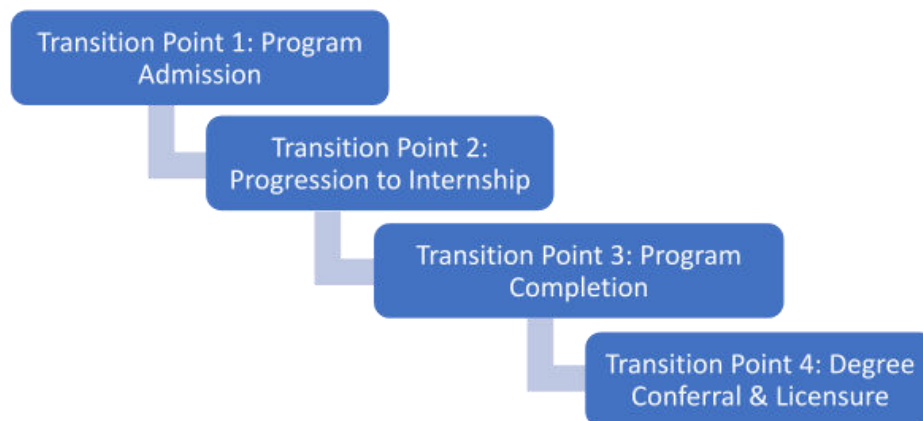 Transition Point 1: Program
Admission
Transition Point 2:
Progression to Internship
Transition Point 3: Program
Completion
Transition Point 4: Degree
Conferral & Licensure